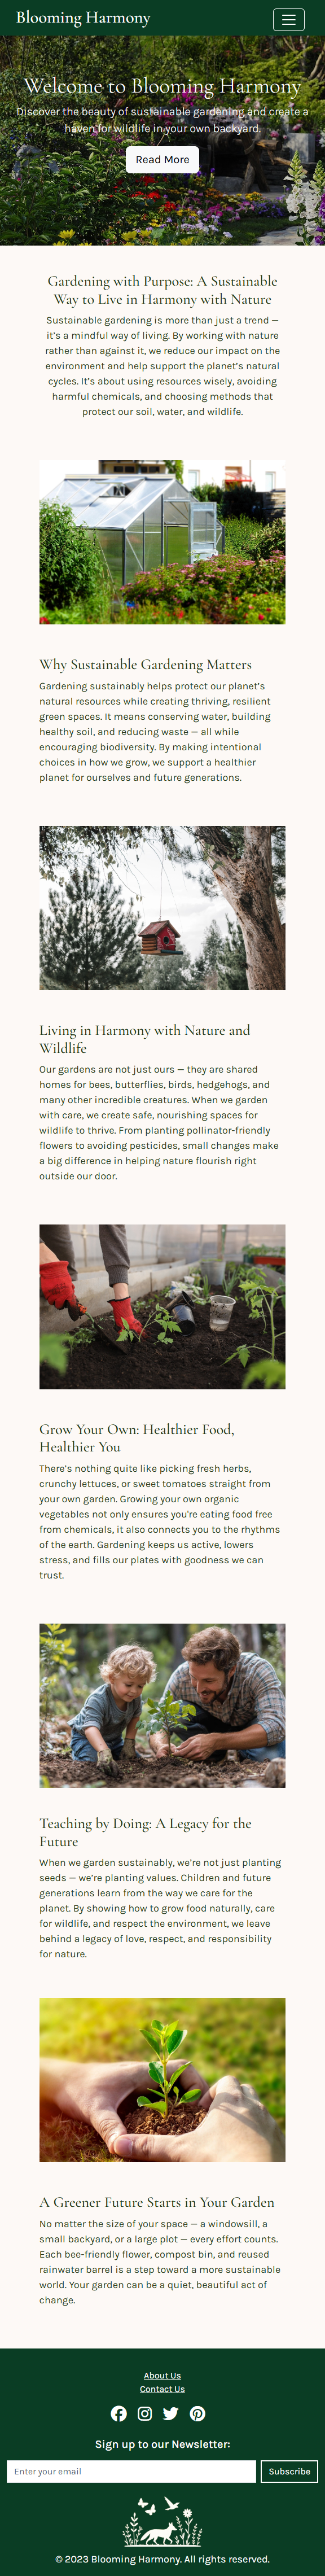 Blooming Harmony
Welcome to Blooming Harmony
Discover the beauty of sustainable gardening and create a
haven for wildlife in your own backyard.
Read More
Gardening with Purpose: A Sustainable
Way to Live in Harmony with Nature
Sustainable gardening is more than just a trend —
it’s a mindful way of living. By working with nature
rather than against it, we reduce our impact on the
environment and help support the planet’s natural
cycles. It’s about using resources wisely, avoiding
harmful chemicals, and choosing methods that
protect our soil, water, and wildlife.
Why Sustainable Gardening Matters
Gardening sustainably helps protect our planet’s
natural resources while creating thriving, resilient
green spaces. It means conserving water, building
healthy soil, and reducing waste — all while
encouraging biodiversity. By making intentional
choices in how we grow, we support a healthier
planet for ourselves and future generations.
Living in Harmony with Nature and
Wildlife
Our gardens are not just ours — they are shared
homes for bees, butterflies, birds, hedgehogs, and
many other incredible creatures. When we garden
with care, we create safe, nourishing spaces for
wildlife to thrive. From planting pollinator-friendly
flowers to avoiding pesticides, small changes make
a big difference in helping nature flourish right
outside our door.
Grow Your Own: Healthier Food,
Healthier You
There’s nothing quite like picking fresh herbs,
crunchy lettuces, or sweet tomatoes straight from
your own garden. Growing your own organic
vegetables not only ensures you're eating food free
from chemicals, it also connects you to the rhythms
of the earth. Gardening keeps us active, lowers
stress, and fills our plates with goodness we can
trust.
Teaching by Doing: A Legacy for the
Future
When we garden sustainably, we’re not just planting
seeds — we’re planting values. Children and future
generations learn from the way we care for the
planet. By showing how to grow food naturally, care
for wildlife, and respect the environment, we leave
behind a legacy of love, respect, and responsibility
for nature.
A Greener Future Starts in Your Garden
No matter the size of your space — a windowsill, a
small backyard, or a large plot — every effort counts.
Each bee-friendly flower, compost bin, and reused
rainwater barrel is a step toward a more sustainable
world. Your garden can be a quiet, beautiful act of
change.
About Us
Contact Us
Sign up to our Newsletter:
Enter your email
Subscribe
© 2023 Blooming Harmony. All rights reserved.